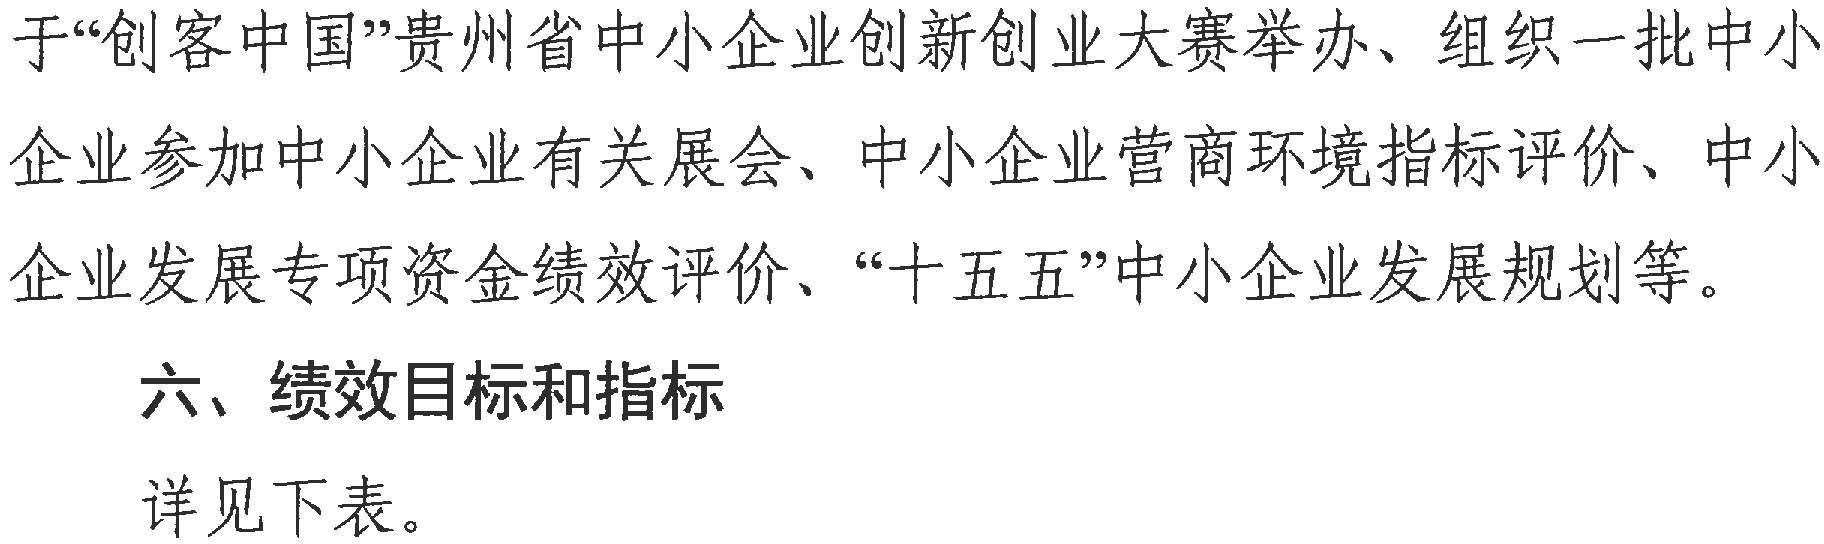 于“创客中国”贵州省中小企业创新创业大赛举办、组织一批中小
企业参加中小企业有关展会、中小企业营商环境指标评价、中小
企业发展专项资金绩效评价、“十五五”中小企业发展规划等。
六、绩效目标和指标
详见下表。